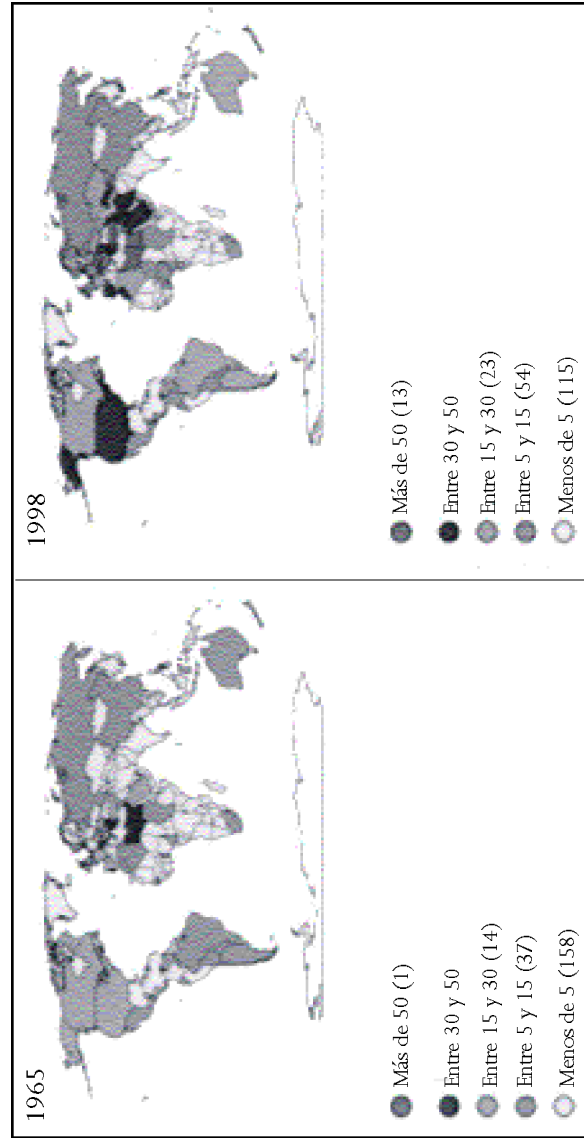 1965
Más de 50 (1)
Entre 30 y 50
Entre 15 y 30 (14)
Entre 5 y 15 (37)
Menos de 5 (158)
1998
Más de 50 (13)
Entre 30 y 50
Entre 15 y 30 (23)
Entre 5 y 15 (54)
Menos de 5 (115)